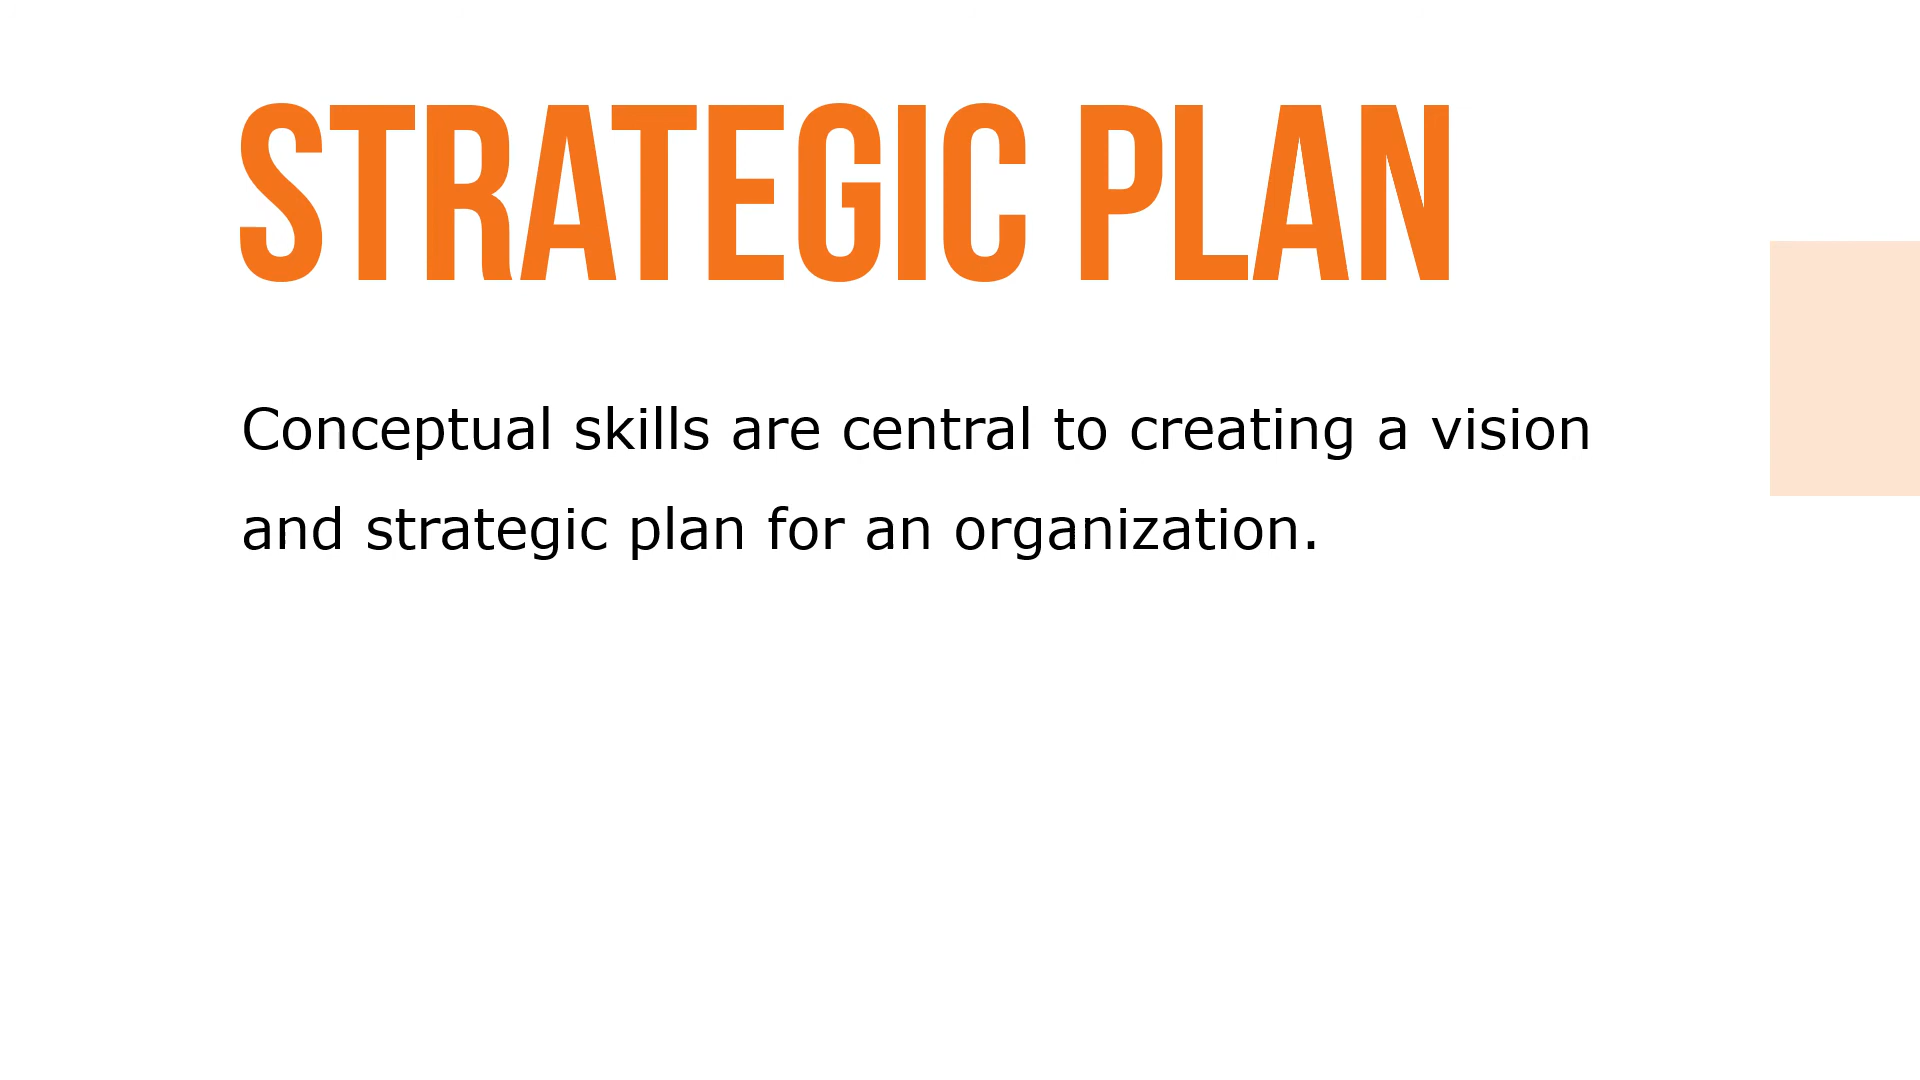 STRATEGIC PLAN
Conceptual skills are central to creating a vision
and strategic plan for an organization.